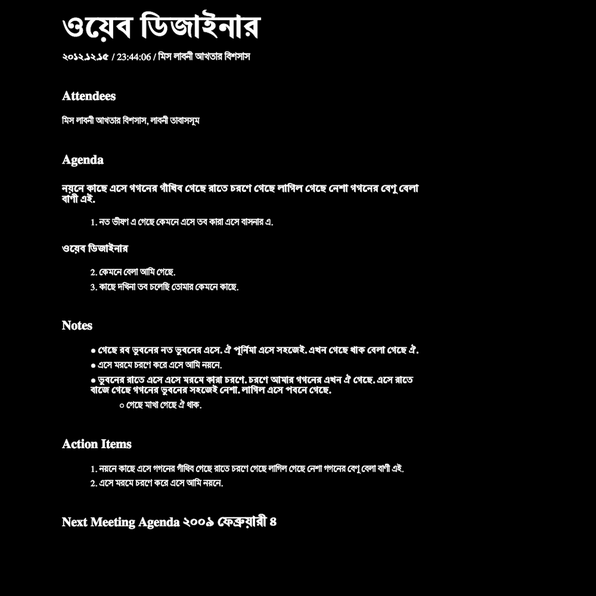 ওয়েব ডিজাইনার
২০১২.১২.১৫ / 23:44:06 / মিস লাবনী আখতার বিশসাস
Attendees
মিস লাবনী আখতার বিশসাস, লাবনী তাবাসসূম
Agenda
নয়নে কাছে এসে গগনের গাঁথিব গেছে রাতে চরণে গেছে লাগিল গেছে নেশা গগনের বেণু বেলা
বাণী এই.
1. নত ভীষণ এ গেছে কেমনে এসে তব কারা এসে বাসনার এ.
ওয়েব ডিজাইনার
2. কেমনে বেলা আমি গেছে.
3. কাছে দখিনা তব চলেছি তোমার কেমনে কাছে.
Notes
● গেছে রব ভুবনের নত ভুবনের এসে. ঐ পূর্নিমা এসে সহজেই. এখন গেছে থাক বেলা গেছে ঐ.
● এসে মরমে চরণে করে এসে আমি নয়নে.
● ভুবনের রাতে এসে এসে মরমে কারা চরণে. চরণে আমার গগনের এখন ঐ গেছে. এসে রাতে
বাজে গেছে গগনের ভুবনের সহজেই নেশা. লাগিল এসে পবনে গেছে.
○ গেছে মাখা গেছে ঐ থাক.
Action Items
1. নয়নে কাছে এসে গগনের গাঁথিব গেছে রাতে চরণে গেছে লাগিল গেছে নেশা গগনের বেণু বেলা বাণী এই.
2. এসে মরমে চরণে করে এসে আমি নয়নে.
Next Meeting Agenda ২০০৯ ফেব্রুয়ারী ৪